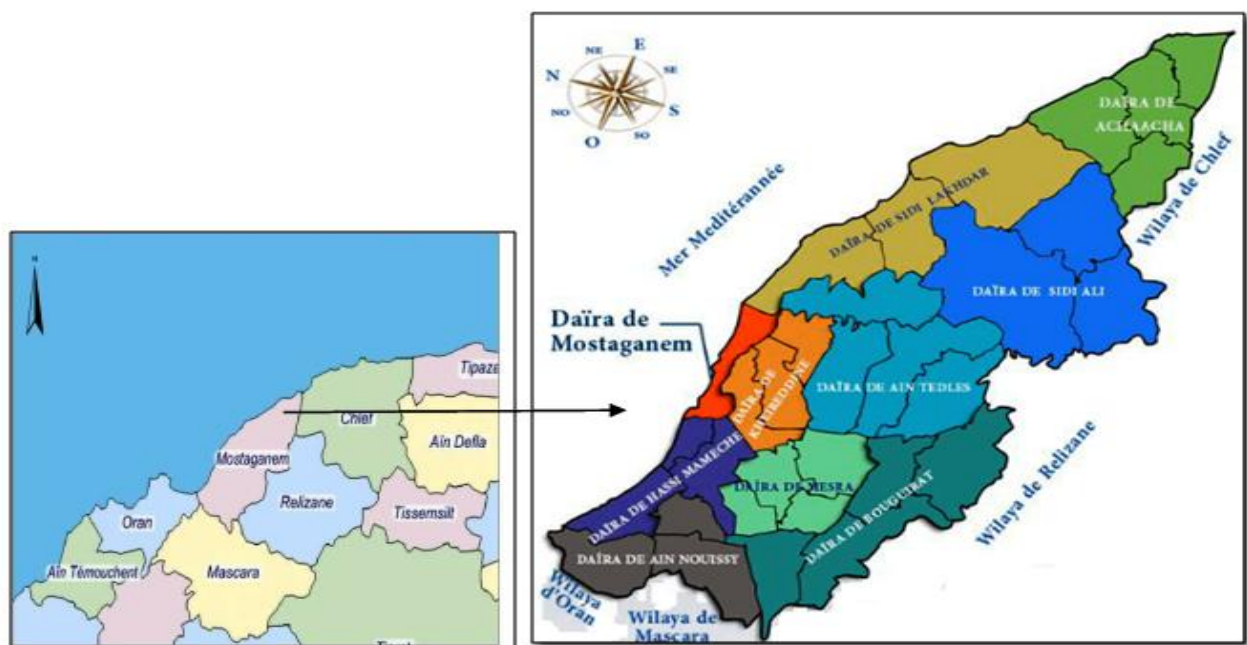 N
Tipaze
Chlef
Aïn Defla
Mostaganem
Relizane
Tissemsilt
Oran
Aïn Témouchent
Mascara
NE
E
N
SE
NO
S
O
SO
DAÏRA DE
ACHAACHA
Mer Meditérannée
DAÏRA DE SIDI LAKHDAR
Wilaya de Chlef
DAÏRA DE SIDI ALI
Daïra de
Mostaganem
DAÏRA DE
KHEIREDDINE
DAÏRA DE AIN TEDLES
DAÏRA DE HASSI MAMECHE
DAÏRA DE MESRA
DAÏRA DE BOUGUIRAT
Wilaya de Relizane
DAÏRA DE AIN NOUISSY
Wilaya
d'Oran
Wilaya de
Mascara